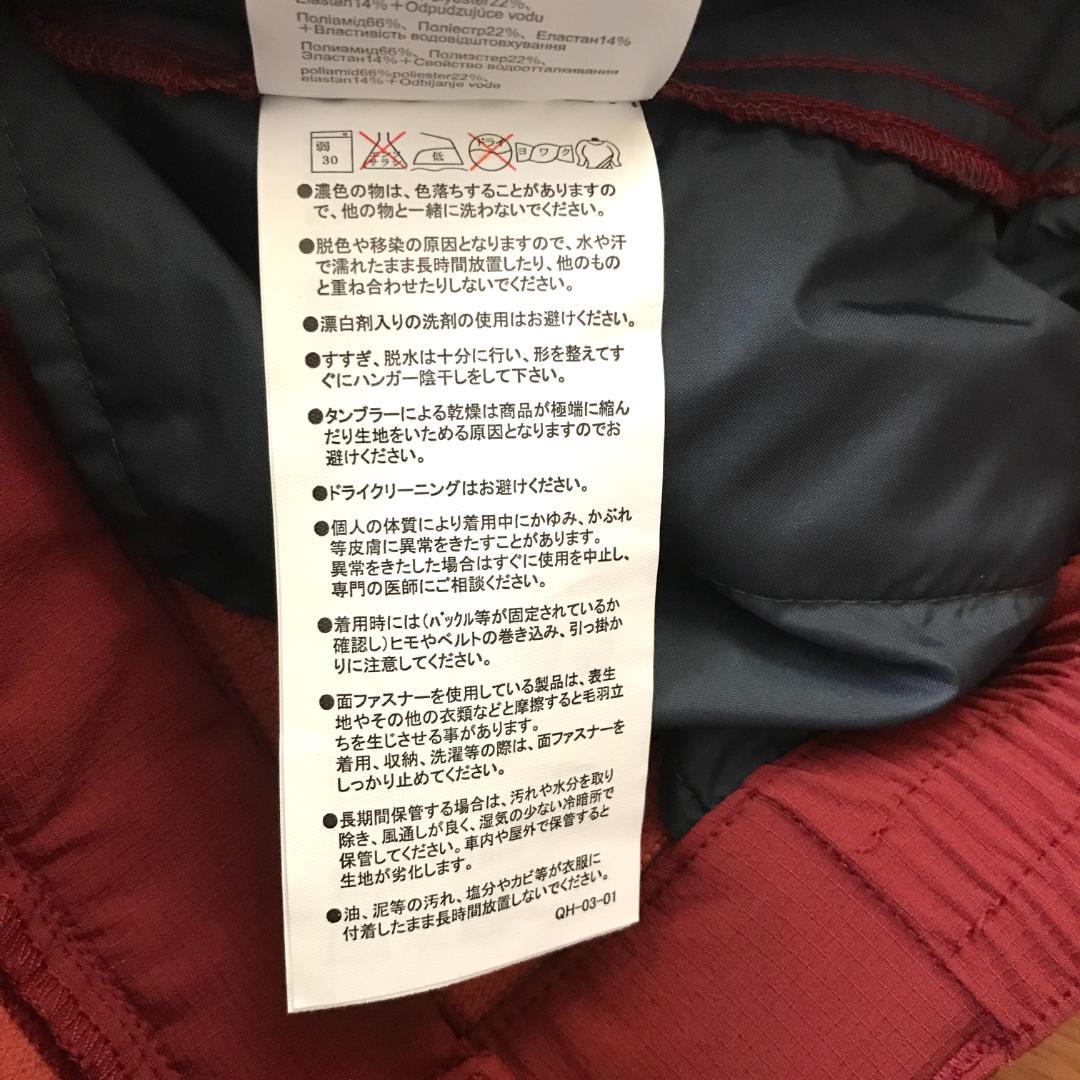 Elastan14%＋Odpudzujúce vodu
Поліамід66%、Поліестр22%、Еластан14%
＋Властивість водовідштовхування
Полиамид66%、Полиэстер22%、
Эластан14%＋Свойство водоотталкивания
poliamid66%poliester22%、
elastan14%＋Odbijanje vode
弱 30 エンソ サラシ 低 ドライ ヨワク
●濃色の物は、色落ちすることがありますの
で、他の物と一緒に洗わないでください。
●脱色や移染の原因となりますので、水や汗
で濡れたまま長時間放置したり、他のもの
と重ね合わせたりしないでください。
●漂白剤入りの洗剤の使用はお避けください。
●すすぎ、脱水は十分に行い、形を整えてす
ぐにハンガー陰干しをして下さい。
●タンブラーによる乾燥は商品が極端に縮ん
だり生地をいためる原因となりますのでお
避けください。
●ドライクリーニングはお避けください。
●個人の体質により着用中にかゆみ、かぶれ
等皮膚に異常をきたすことがあります。
異常をきたした場合はすぐに使用を中止し、
専門の医師にご相談ください。
●着用時には(バックル等が固定されているか
確認し)ヒモやベルトの巻き込み、引っ掛か
りに注意してください。
●面ファスナーを使用している製品は、表生
地やその他の衣類などと摩擦すると毛羽立
ちを生じさせる事があります。
着用、収納、洗濯等の際は、面ファスナーを
しっかり止めてください。
●長期間保管する場合は、汚れや水分を取り
除き、風通しが良く、湿気の少ない冷暗所で
保管してください。車内や屋外で保管すると
生地が劣化します。
●油、泥等の汚れ、塩分やカビ等が衣服に
付着したまま長時間放置しないでください。
QH-03-01